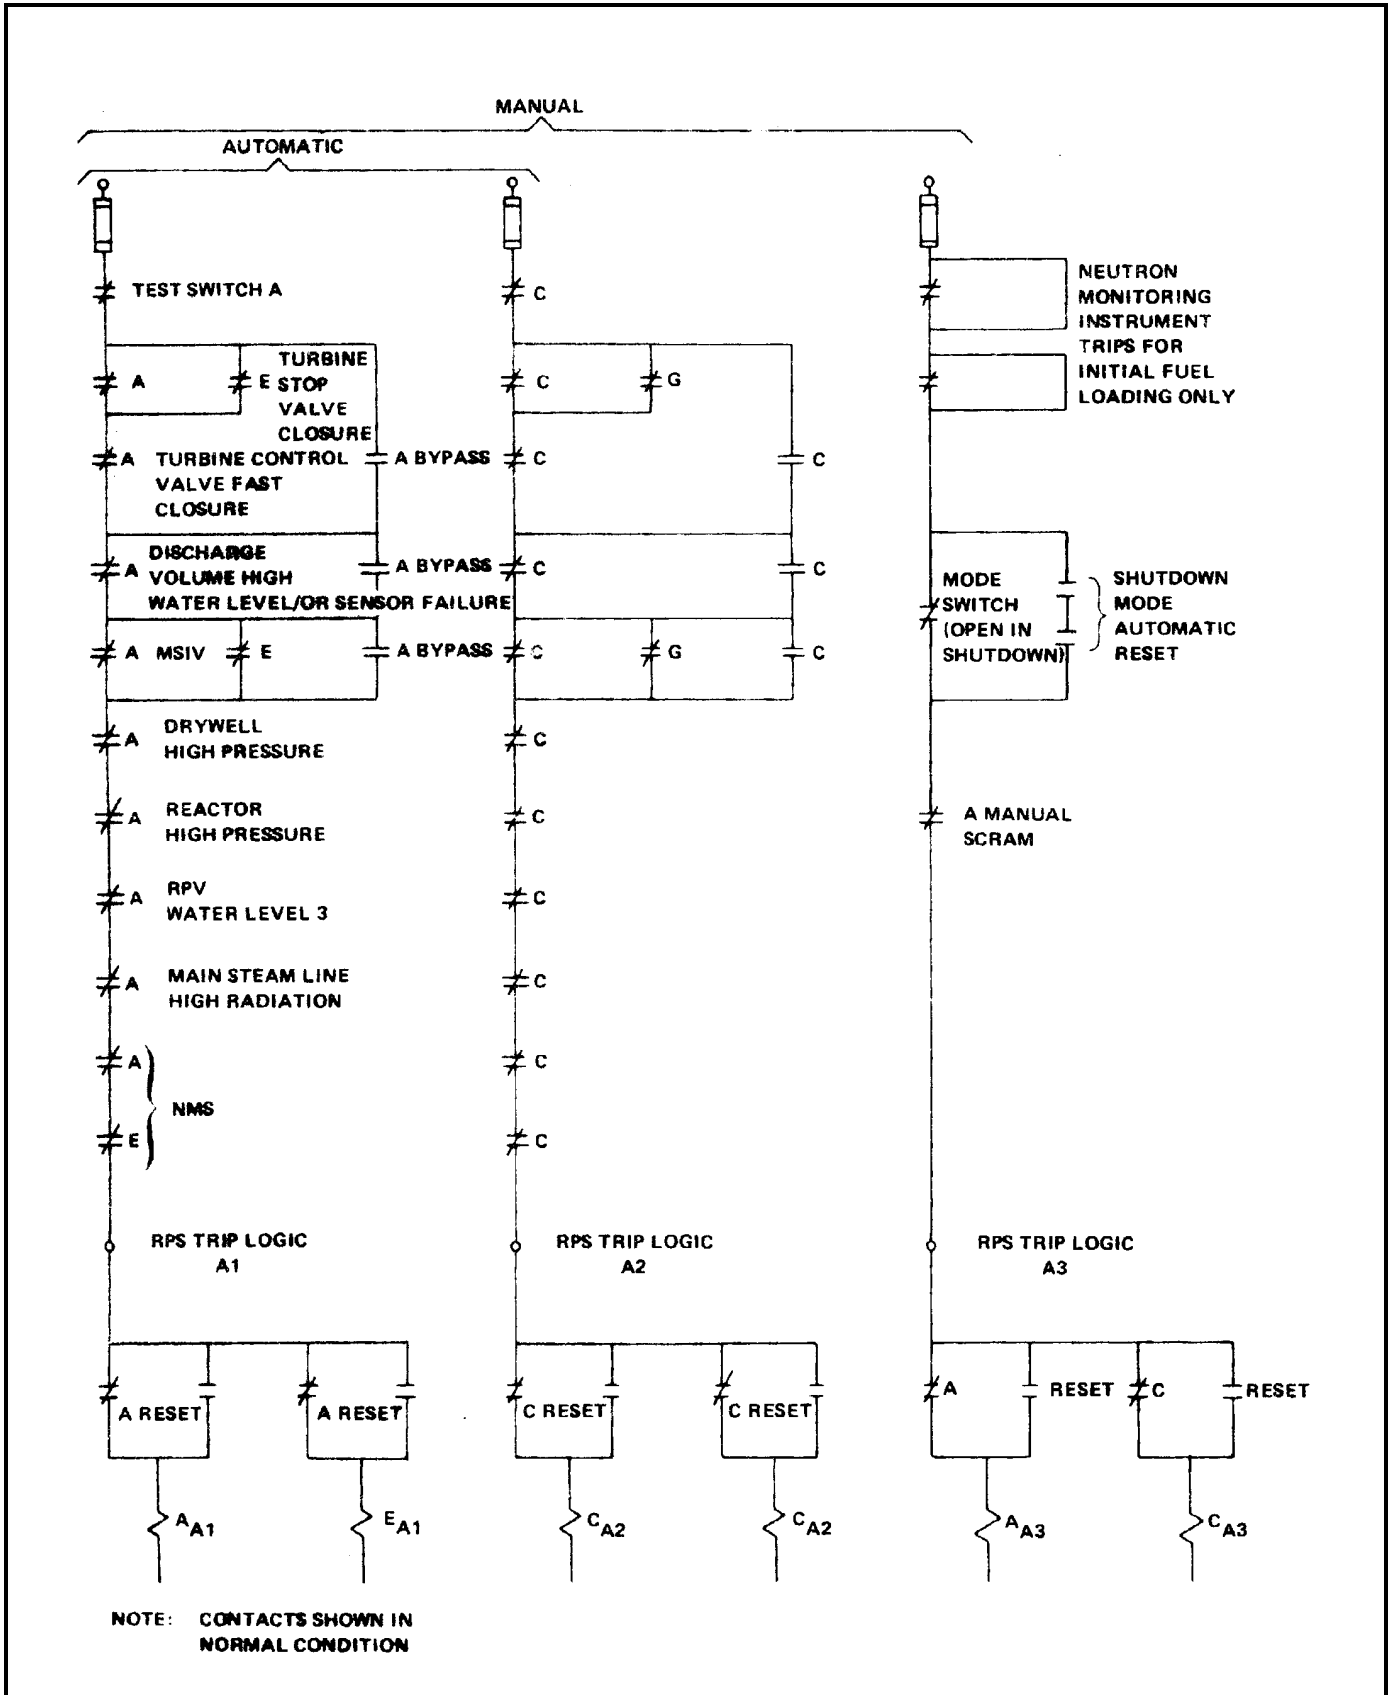 MANUAL
AUTOMATIC
TEST SWITCH A
C
NEUTRON
MONITORING
INSTRUMENT
TRIPS FOR
INITIAL FUEL
LOADING ONLY
A
E
TURBINE
STOP
VALVE
CLOSURE
C
G
A
TURBINE CONTROL
VALVE FAST
CLOSURE
A BYPASS
C
C
A
DISCHARGE
VOLUME HIGH
WATER LEVEL/OR SENSOR FAILURE
A BYPASS
C
C
MODE
SWITCH
(OPEN IN
SHUTDOWN)
SHUTDOWN
MODE
AUTOMATIC
RESET
A
MSIV
E
A BYPASS
C
G
C
A
DRYWELL
HIGH PRESSURE
C
A
REACTOR
HIGH PRESSURE
C
A MANUAL
SCRAM
A
RPV
WATER LEVEL 3
C
A
MAIN STEAM LINE
HIGH RADIATION
C
A
C
NMS
E
C
RPS TRIP LOGIC
A1
RPS TRIP LOGIC
A2
RPS TRIP LOGIC
A3
A RESET
A RESET
C RESET
C RESET
A
RESET
C
RESET
AA1
EA1
CA2
CA2
AA3
CA3
NOTE: CONTACTS SHOWN IN
NORMAL CONDITION